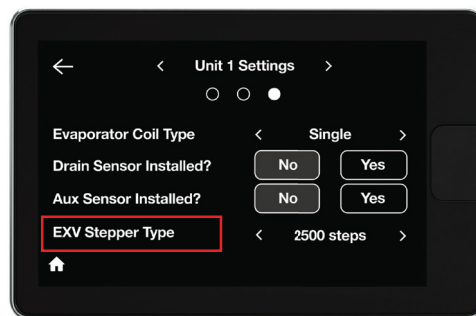 Unit 1 Settings
Evaporator Coil Type Single
Drain Sensor Installed? No Yes
Aux Sensor Installed? No Yes
EXV Stepper Type 2500 steps